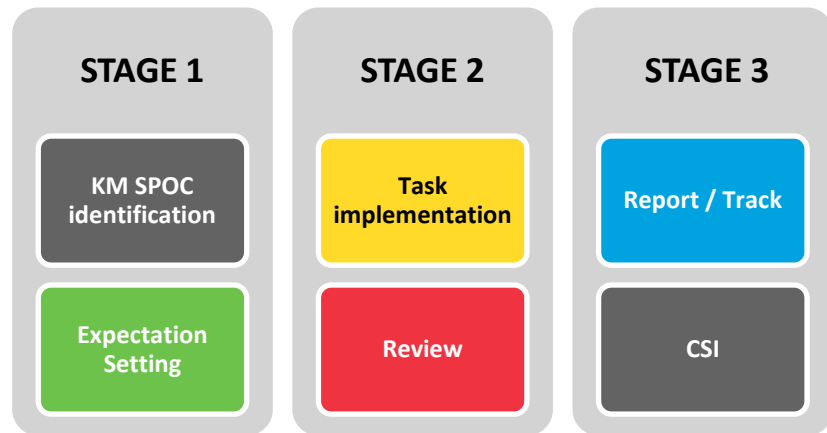 STAGE 1
KM SPOC
identification
Expectation
Setting
STAGE 2
Task
implementation
Review
STAGE 3
Report / Track
CSI